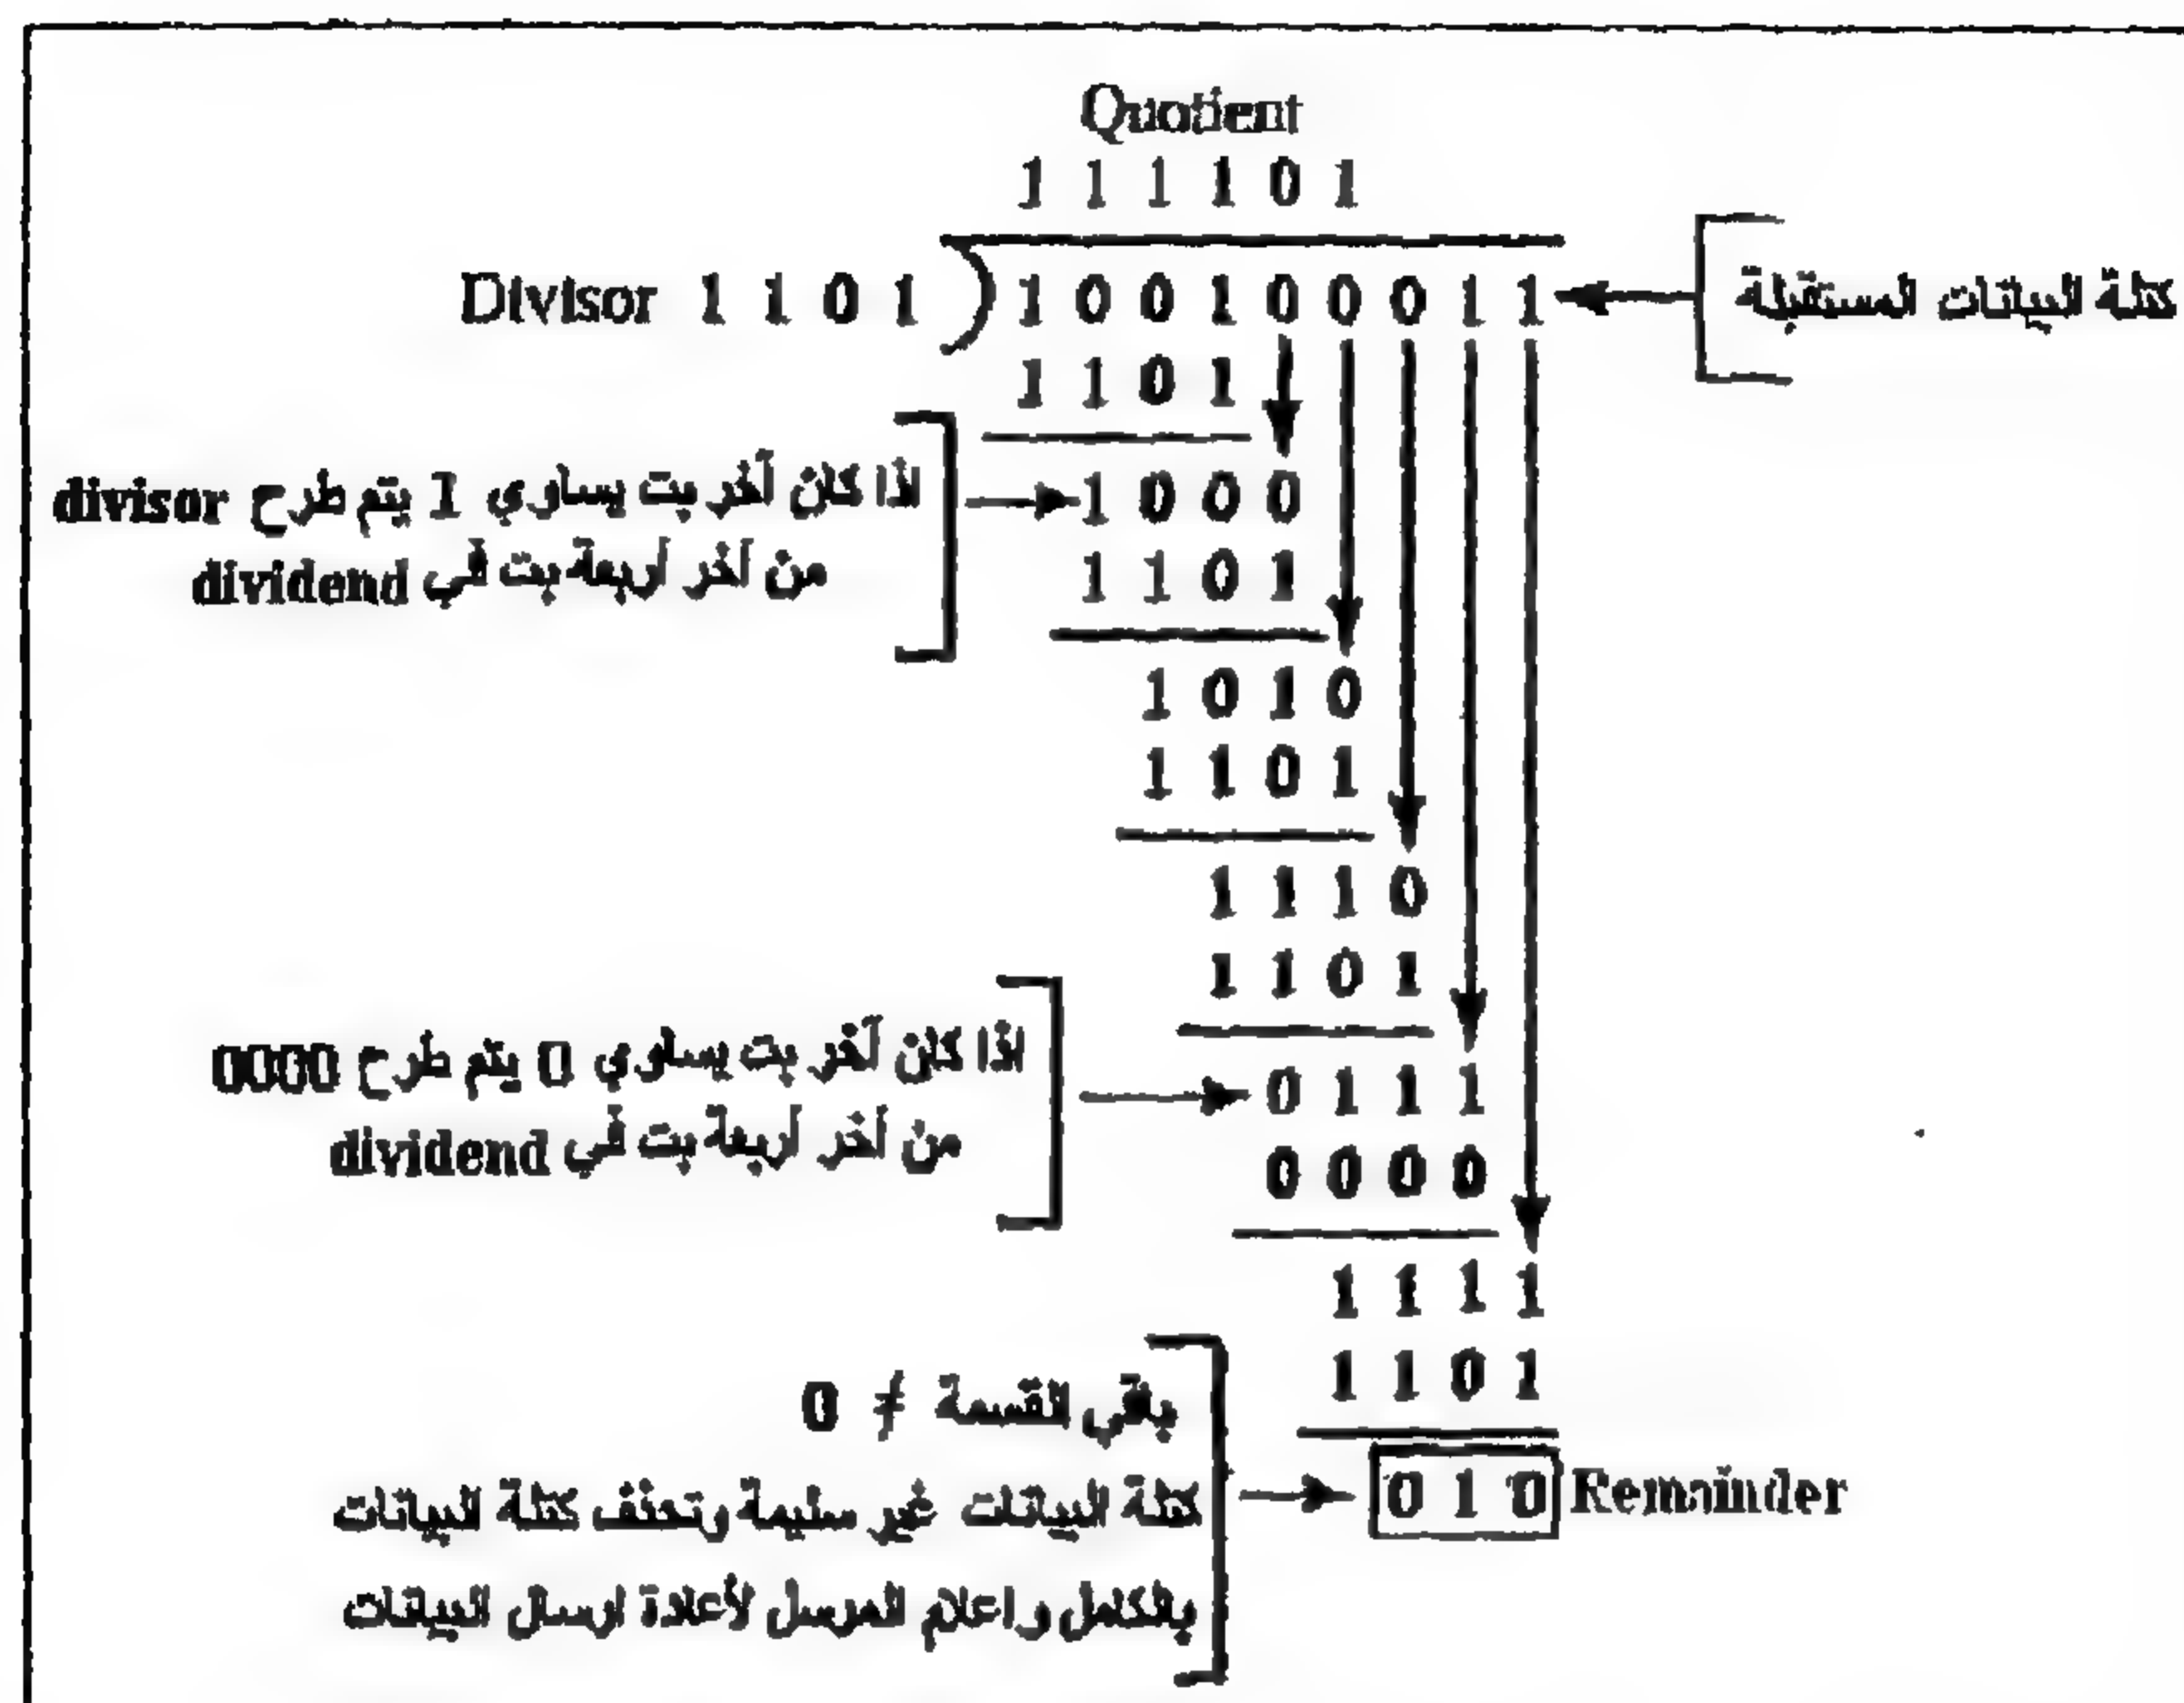 Quotient
1 1 1 1 0 1
Divisor 1 1 0 1 ) 1 0 0 1 0 0 0 1 1
كتلة البيانات المستقبلة
1 1 0 1
اذا كان آخر بت يساوي 1 يتم طرح divisor
من آخر أربعة بت في dividend
1 0 0 0
1 1 0 1
1 0 1 0
1 1 0 1
1 1 1 0
1 1 0 1
اذا كان آخر بت يساوي 0 يتم طرح 0000
من آخر أربعة بت في dividend
0 1 1 1
0 0 0 0
1 1 1 1
1 1 0 1
باقي القسمة ≠ 0
كتلة البيانات غير سليمة وتحذف كتلة البيانات
بالكامل واعلام المرسل لأعادة ارسال البيانات
0 1 0 Remainder